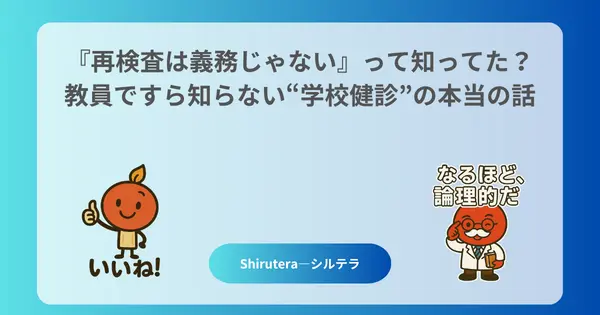 『再検査は義務じゃない』って知ってた？
教員ですら知らない“学校健診”の本当の話
なるほど、
論理的だ
いいね!
Shirutera—シルテラ